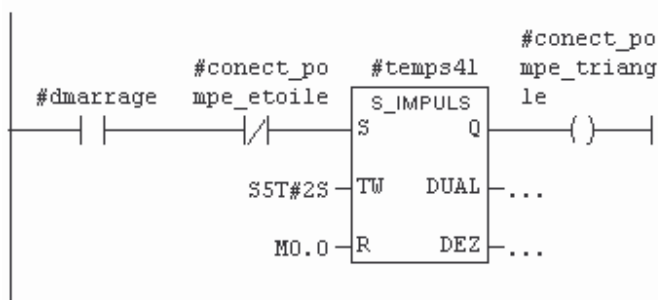 #conect_po
#conect_po
#temps4l
mpe_triang
#dmarrage
mpe_etoile
le
S_IMPULS
S
Q
S5T#2S
TW
DUAL
...
M0.0
R
DEZ
...